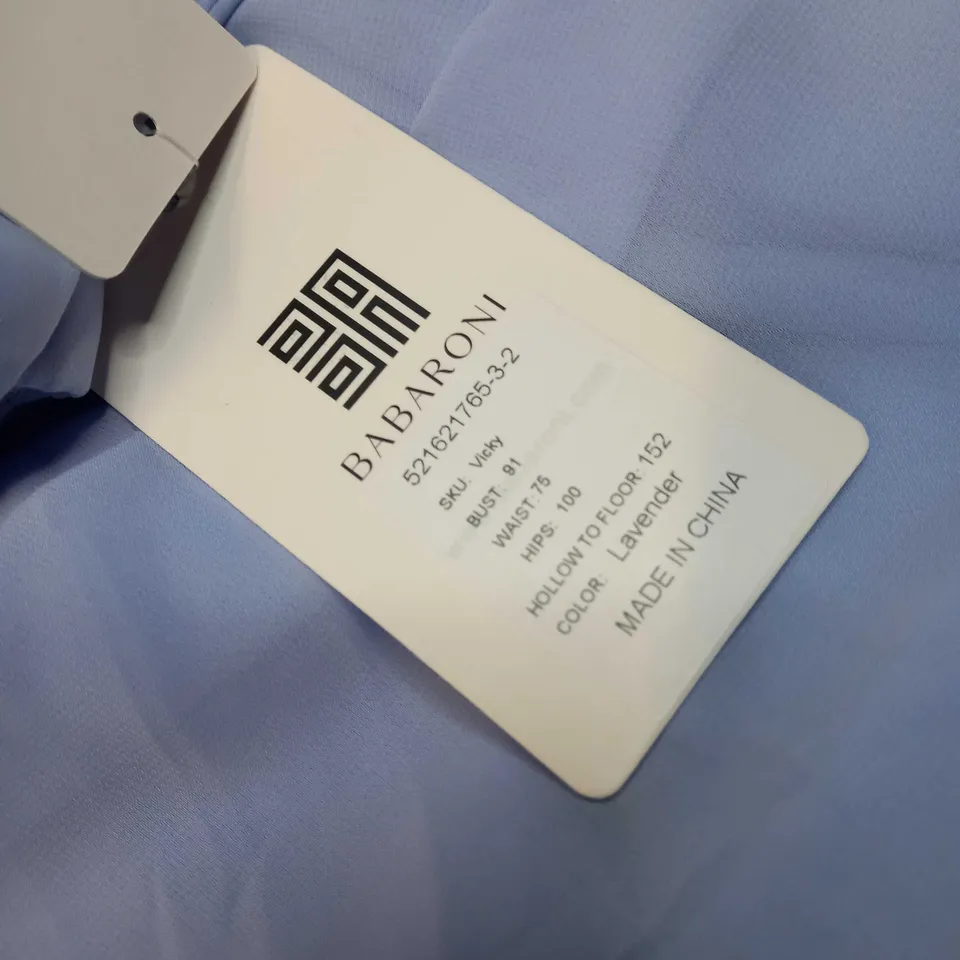 BABARONI
521621765-3-2
SKU: Vicky
BUST: 91
WAIST: 75
HIPS: 100
HOLLOW TO FLOOR: 152
COLOR: Lavender
MADE IN CHINA